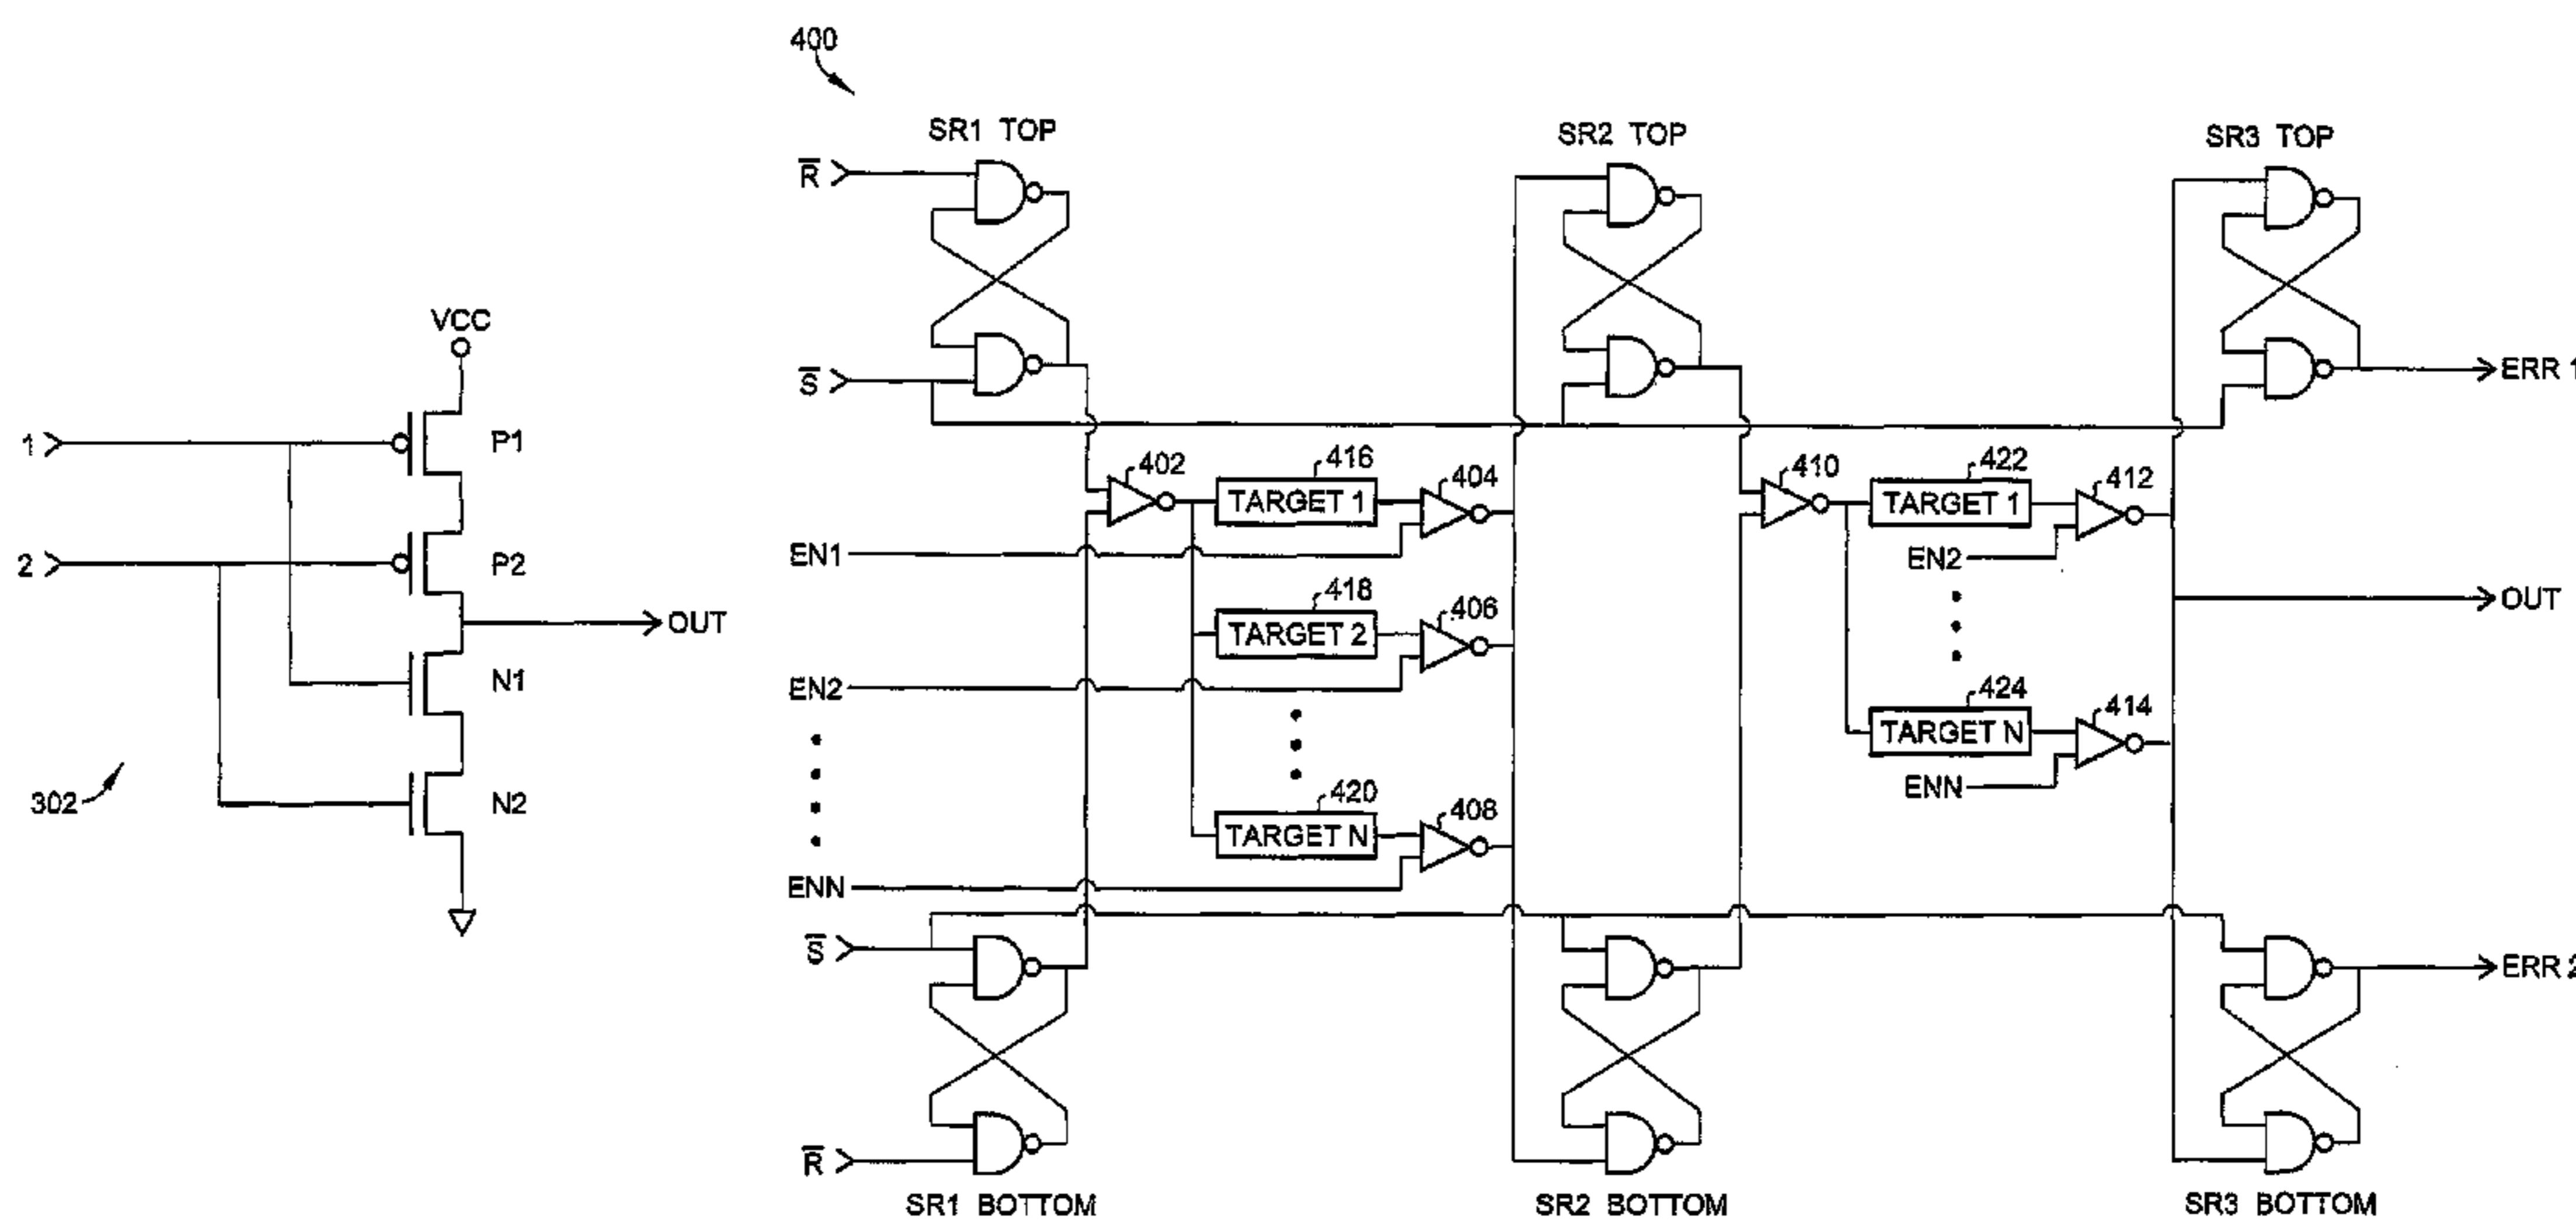 VCC
1
P1
2
P2
OUT
N1
N2
302
400
SR1 TOP
SR2 TOP
SR3 TOP
R̅
S̅
ERR 1
402
416
404
410
422
412
TARGET 1
TARGET 1
EN1
EN2
418
406
OUT
TARGET 2
EN2
424
414
TARGET N
420
408
ENN
TARGET N
ENN
S̅
ERR 2
R̅
SR1 BOTTOM
SR2 BOTTOM
SR3 BOTTOM